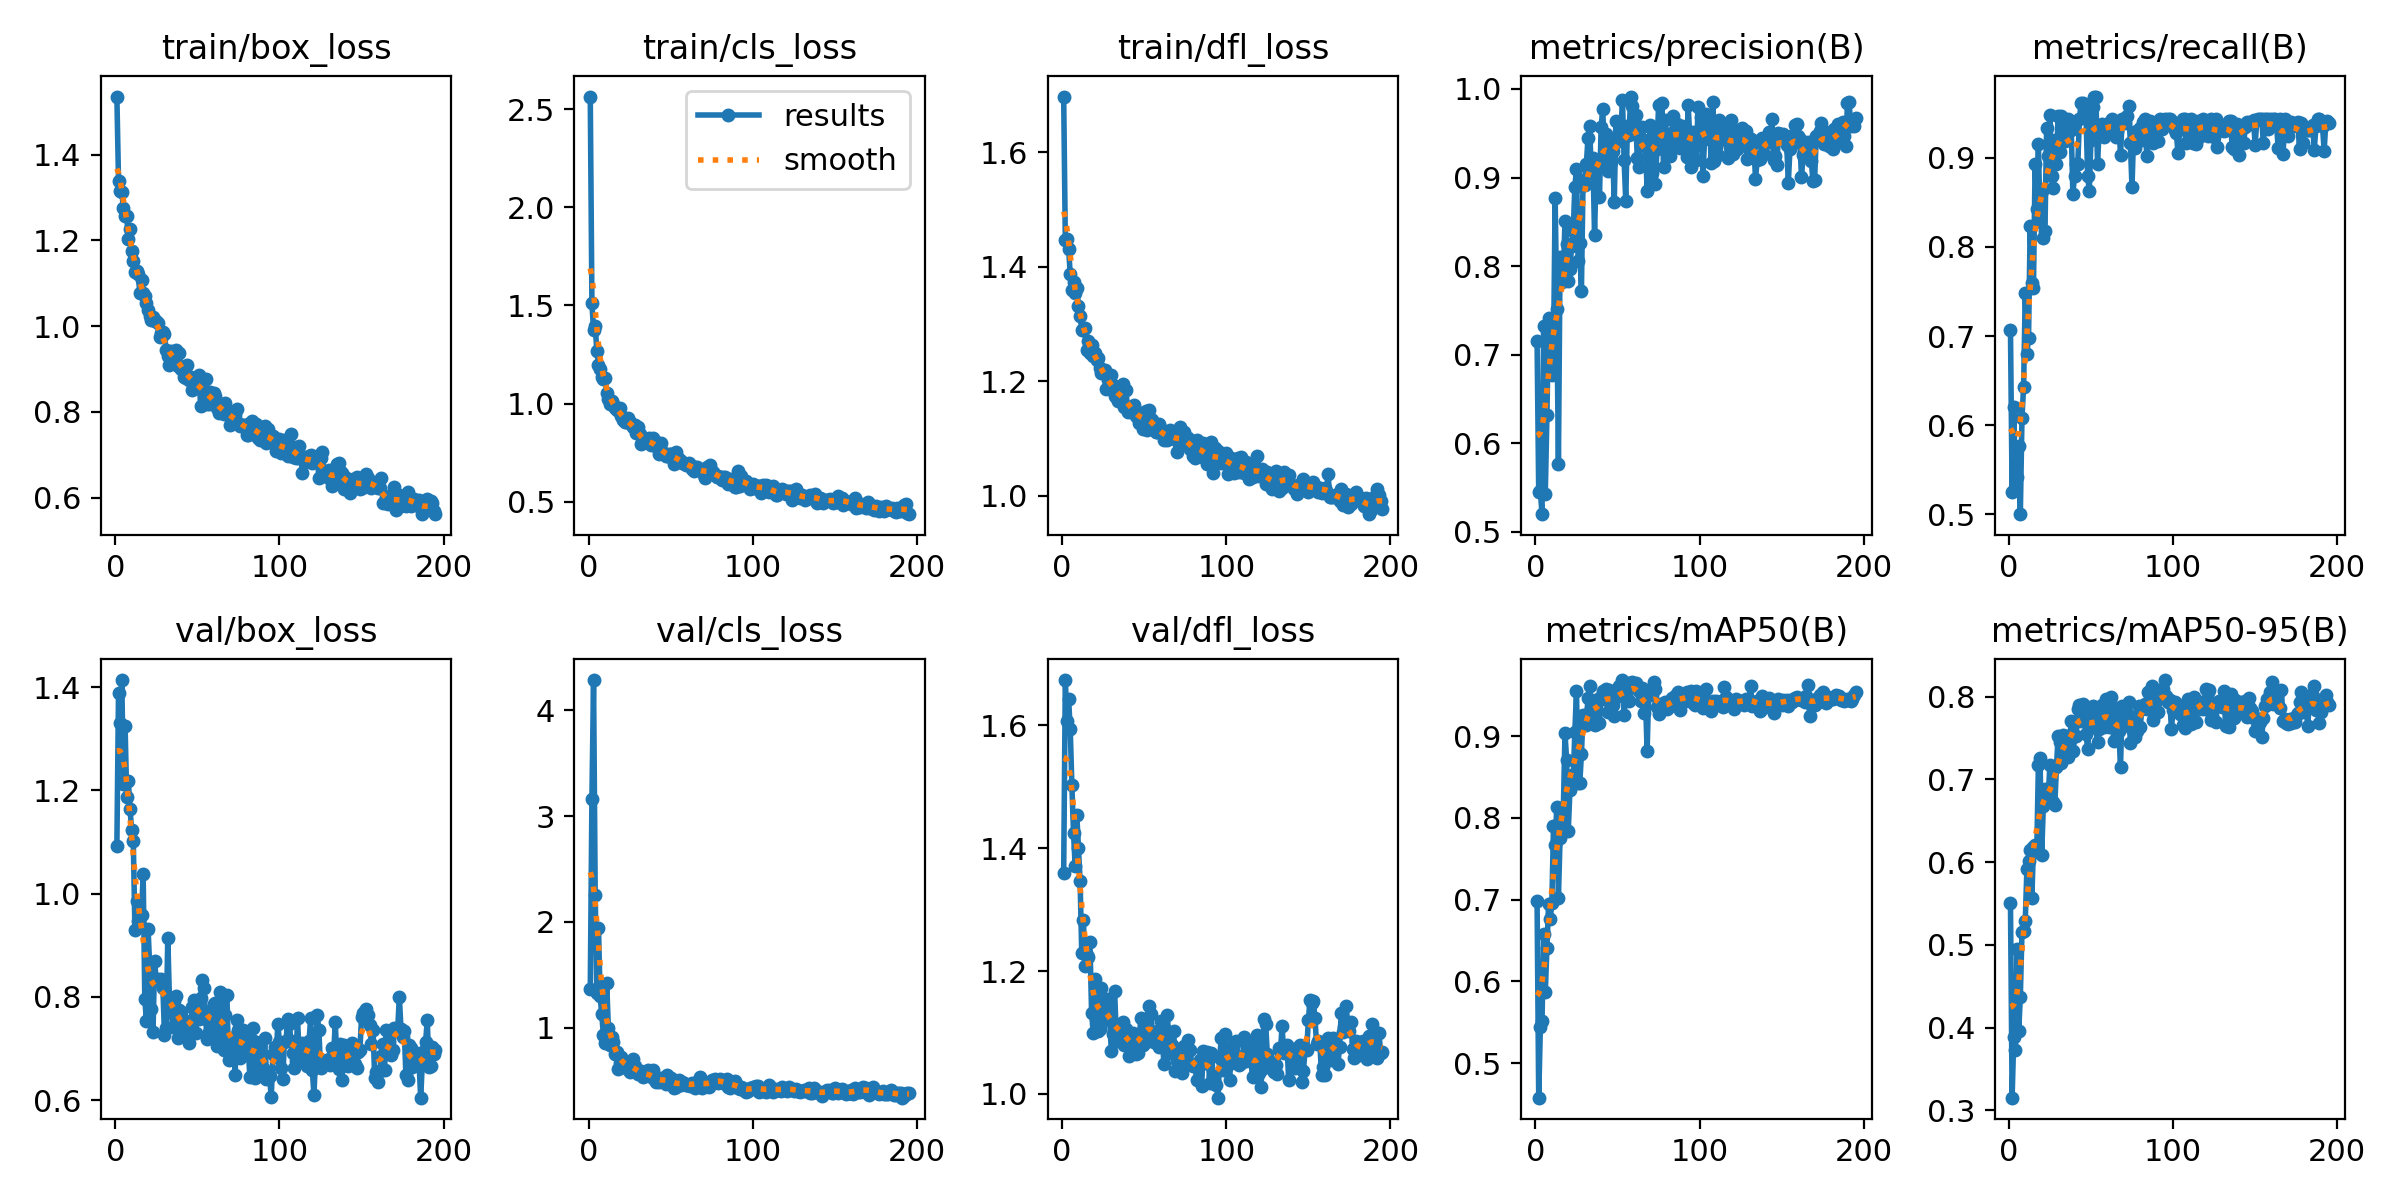 train/box_loss
1.4
1.2
1.0
0.8
0.6
0 100 200
train/cls_loss
results
smooth
2.5
2.0
1.5
1.0
0.5
0 100 200
train/dfl_loss
1.6
1.4
1.2
1.0
0 100 200
metrics/precision(B)
1.0
0.9
0.8
0.7
0.6
0.5
0 100 200
metrics/recall(B)
0.9
0.8
0.7
0.6
0.5
0 100 200
val/box_loss
1.4
1.2
1.0
0.8
0.6
0 100 200
val/cls_loss
4
3
2
1
0 100 200
val/dfl_loss
1.6
1.4
1.2
1.0
0 100 200
metrics/mAP50(B)
0.9
0.8
0.7
0.6
0.5
0 100 200
metrics/mAP50-95(B)
0.8
0.7
0.6
0.5
0.4
0.3
0 100 200